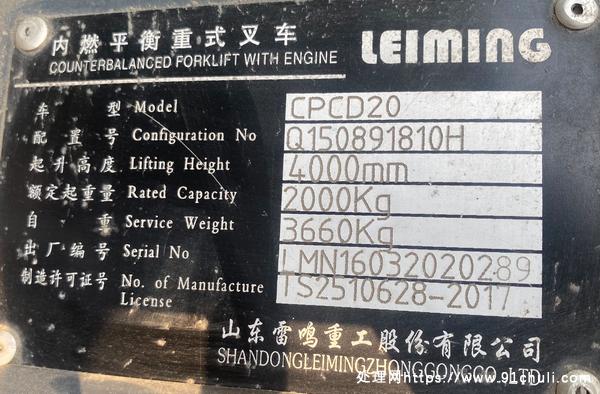 内燃平衡重式叉车 LEIMING
COUNTERBALANCED FORKLIFT WITH ENGINE
车型 Model CPCD20
配置号 Configuration No Q150891810H
起升高度 Lifting Height 4000mm
额定起重量 Rated Capacity 2000Kg
自重 Service Weight 3660Kg
出厂编号 Serial No LMN16032020289
制造许可证号 No. of Manufacture License TS2510628-2017
山东雷鸣重工股份有限公司
SHANDONGLEIMINGZHONGGONGCO.,LTD
处理网https://www.91chuli.com